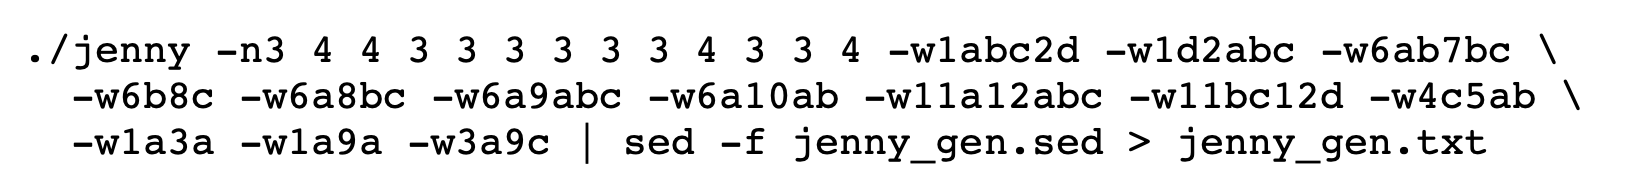 ./jenny -n3 4 4 3 3 3 3 3 3 4 3 3 4 -w1abc2d -w1d2abc -w6ab7bc \
-w6b8c -w6a8bc -w6a9abc -w6a10ab -w11a12abc -w11bc12d -w4c5ab \
-w1a3a -w1a9a -w3a9c | sed -f jenny_gen.sed > jenny_gen.txt